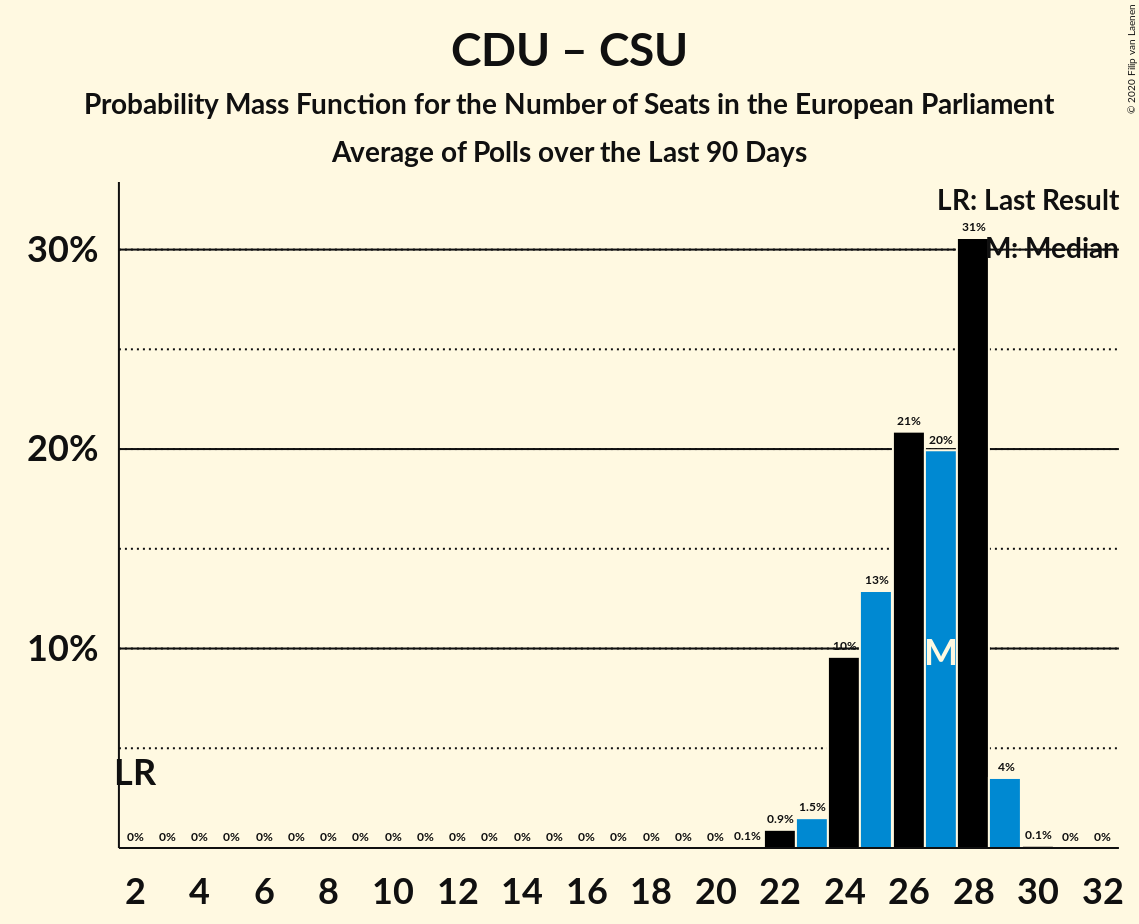 CDU – CSU
Probability Mass Function for the Number of Seats in the European Parliament
Average of Polls over the Last 90 Days
© 2020 Filip van Laenen
LR: Last Result
M: Median
30%
20%
10%
LR
M
0% 0% 0% 0% 0% 0% 0% 0% 0% 0% 0% 0% 0% 0% 0% 0% 0% 0% 0% 0.1% 0.9% 1.5% 10% 13% 21% 20% 31% 4% 0.1% 0% 0%
2 4 6 8 10 12 14 16 18 20 22 24 26 28 30 32